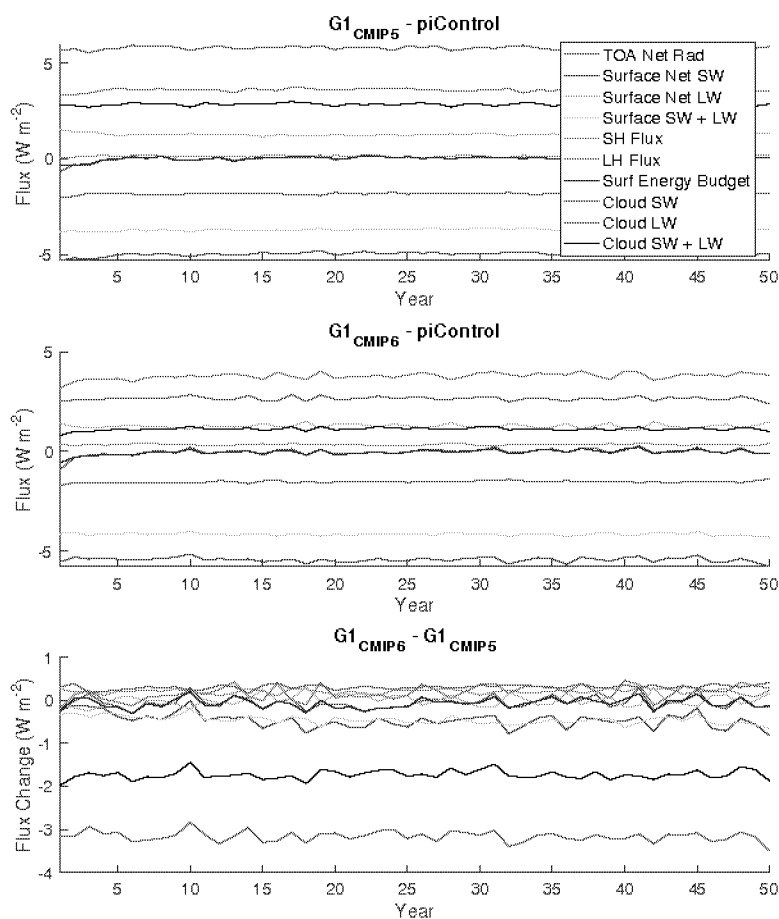 G1CMIP5 - piControl
5
0
-5
Flux (W m-2)
5 10 15 20 25 30 35 40 45 50
Year
TOA Net Rad
Surface Net SW
Surface Net LW
Surface SW + LW
SH Flux
LH Flux
Surf Energy Budget
Cloud SW
Cloud LW
Cloud SW + LW
G1CMIP6 - piControl
5
0
-5
Flux (W m-2)
5 10 15 20 25 30 35 40 45 50
Year
G1CMIP6 - G1CMIP5
1
0
-1
-2
-3
-4
Flux Change (W m-2)
5 10 15 20 25 30 35 40 45 50
Year